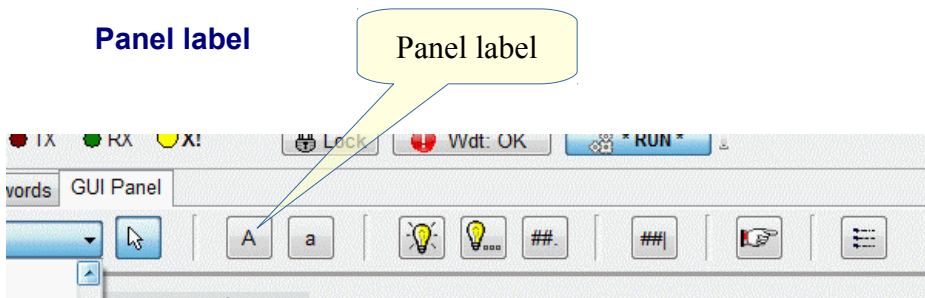 Panel label
Panel label
TX RX X! Lock Wdt: OK * RUN *
words GUI Panel
A a ... ##. ##|